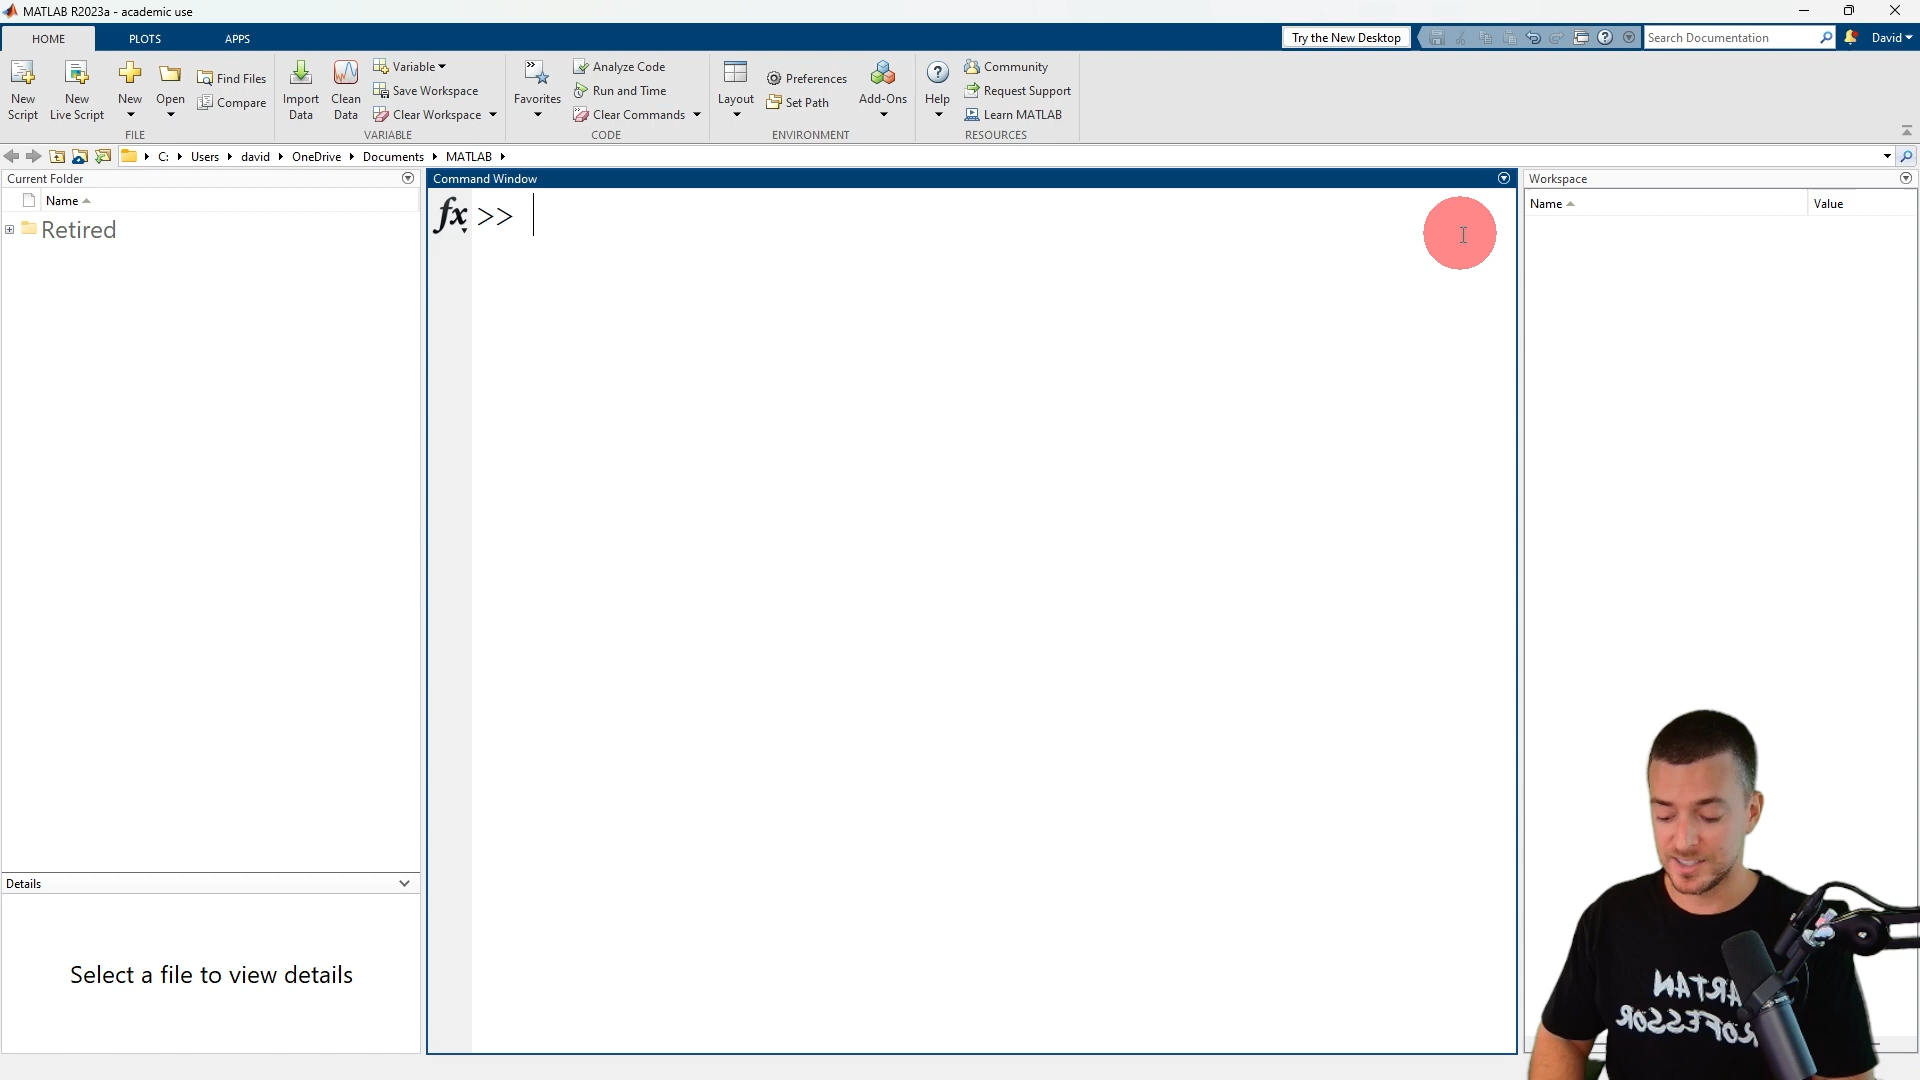 MATLAB R2023a - academic use
HOME PLOTS APPS
Try the New Desktop
Search Documentation
David
New Script
New Live Script
New
Open
Find Files
Compare
FILE
Import Data
Clean Data
Variable
Save Workspace
Clear Workspace
VARIABLE
Favorites
Analyze Code
Run and Time
Clear Commands
CODE
Layout
Preferences
Set Path
Add-Ons
ENVIRONMENT
Help
Community
Request Support
Learn MATLAB
RESOURCES
C: Users david OneDrive Documents MATLAB
Current Folder
Name
Retired
Details
Select a file to view details
Command Window
fx >>
Workspace
Name Value